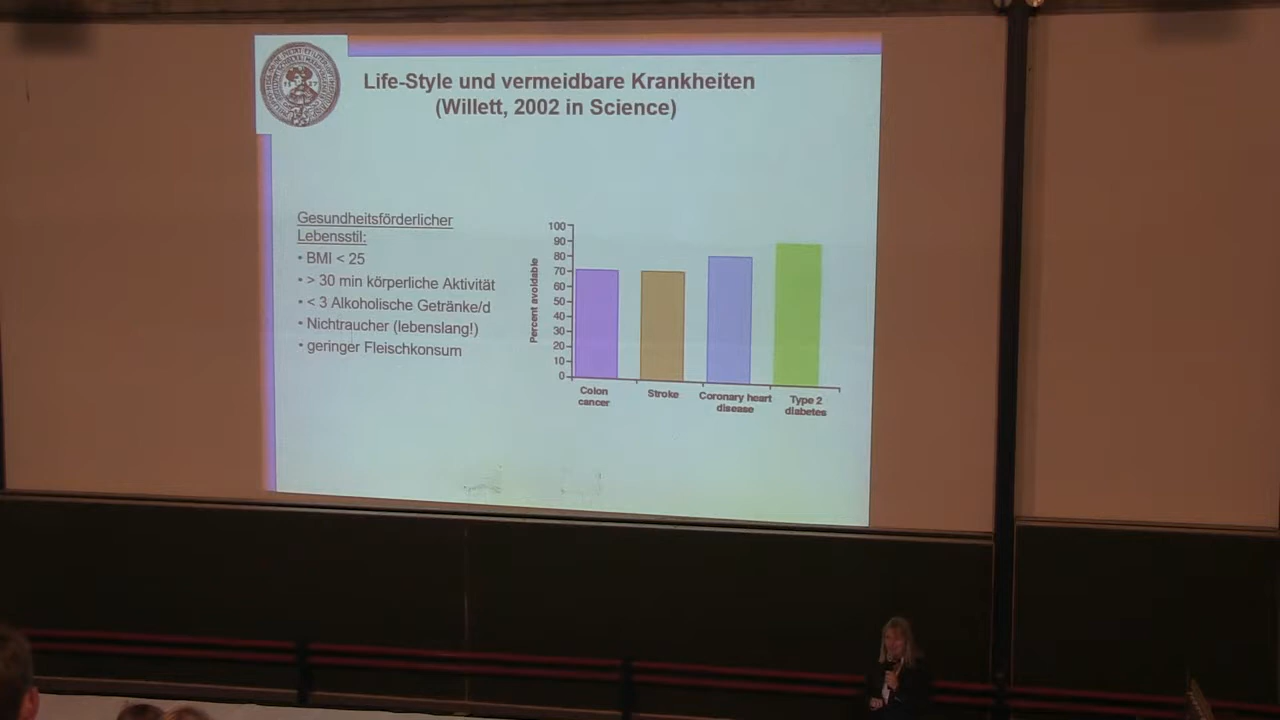 Life-Style und vermeidbare Krankheiten
(Willett, 2002 in Science)
Gesundheitsförderlicher
Lebensstil:
• BMI < 25
• > 30 min körperliche Aktivität
• < 3 Alkoholische Getränke/d
• Nichtraucher (lebenslang!)
• geringer Fleischkonsum
Percent avoidable
100
90
80
70
60
50
40
30
20
10
0
Colon
cancer
Stroke
Coronary heart
disease
Type 2
diabetes